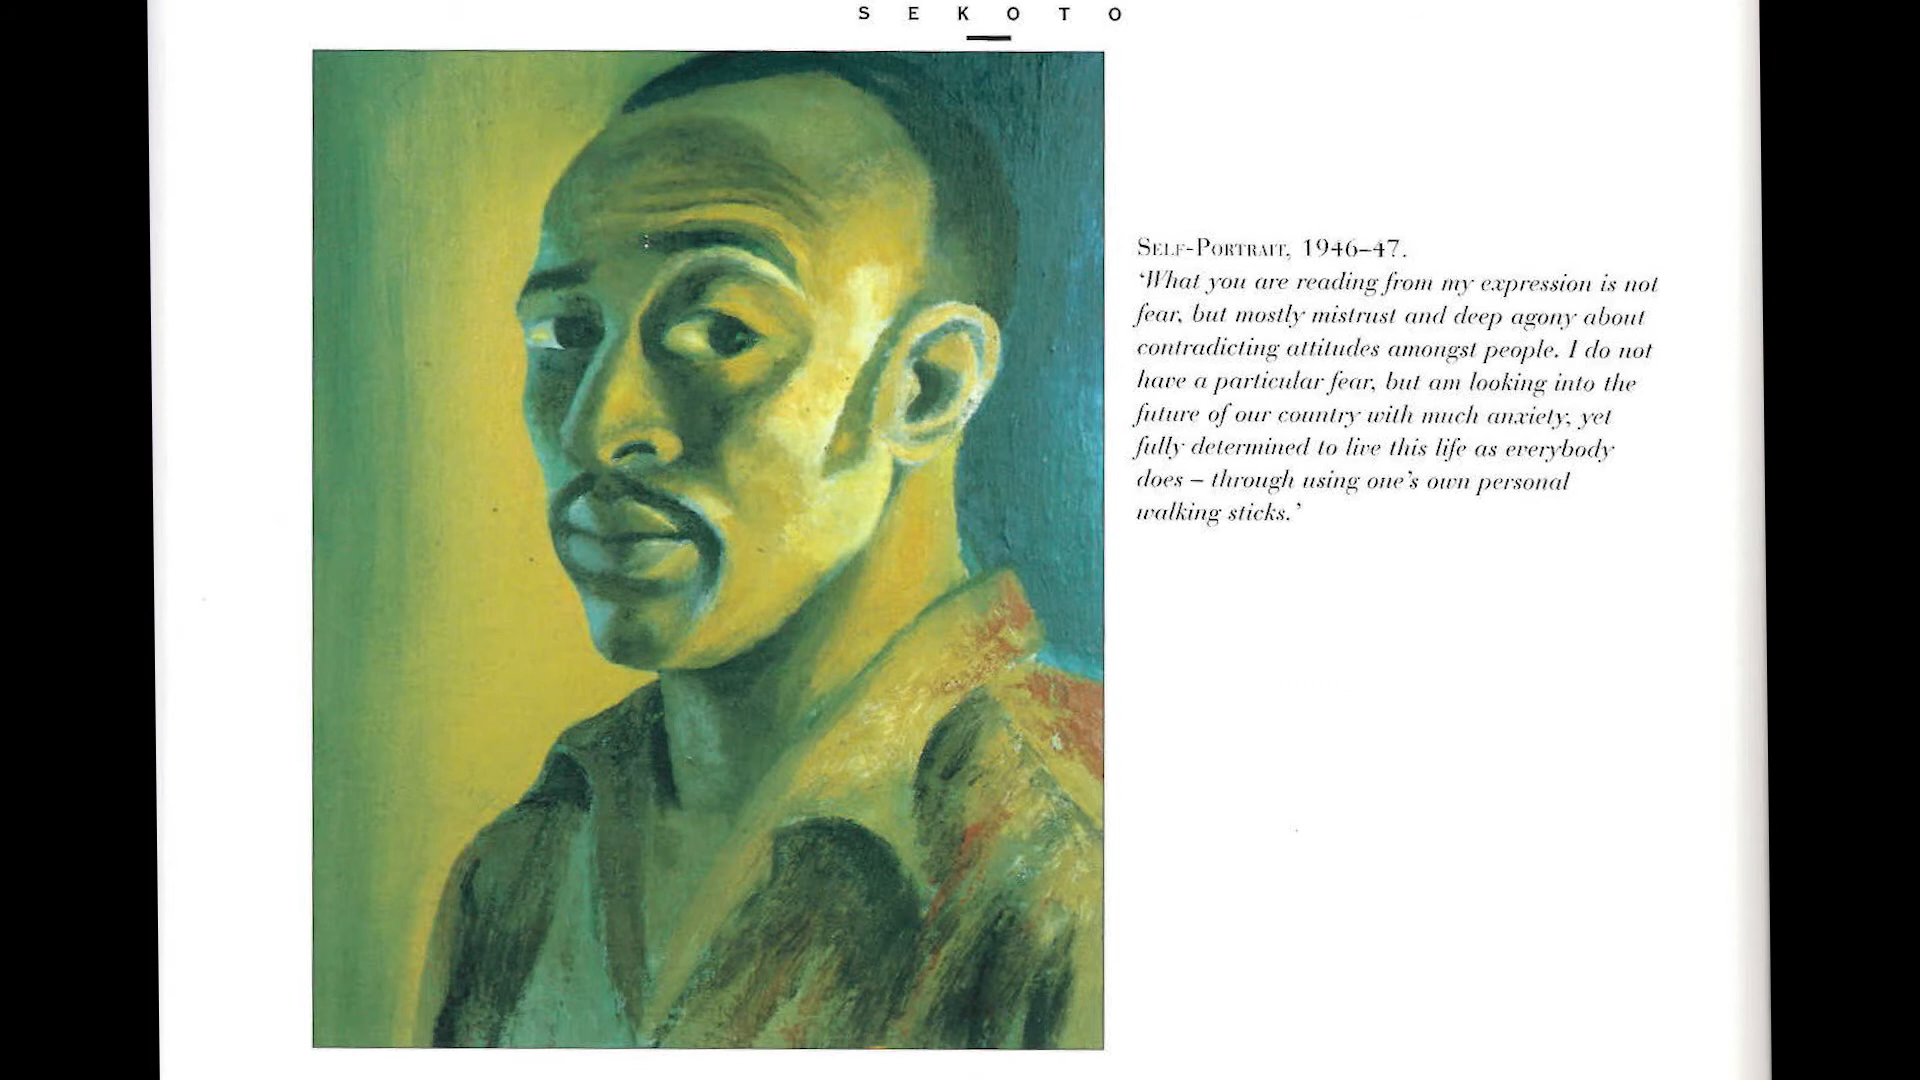 SEKOTO
SELF-PORTRAIT, 1946–47.
‘What you are reading from my expression is not
fear, but mostly mistrust and deep agony about
contradicting attitudes amongst people. I do not
have a particular fear, but am looking into the
future of our country with much anxiety, yet
fully determined to live this life as everybody
does – through using one’s own personal
walking sticks.’